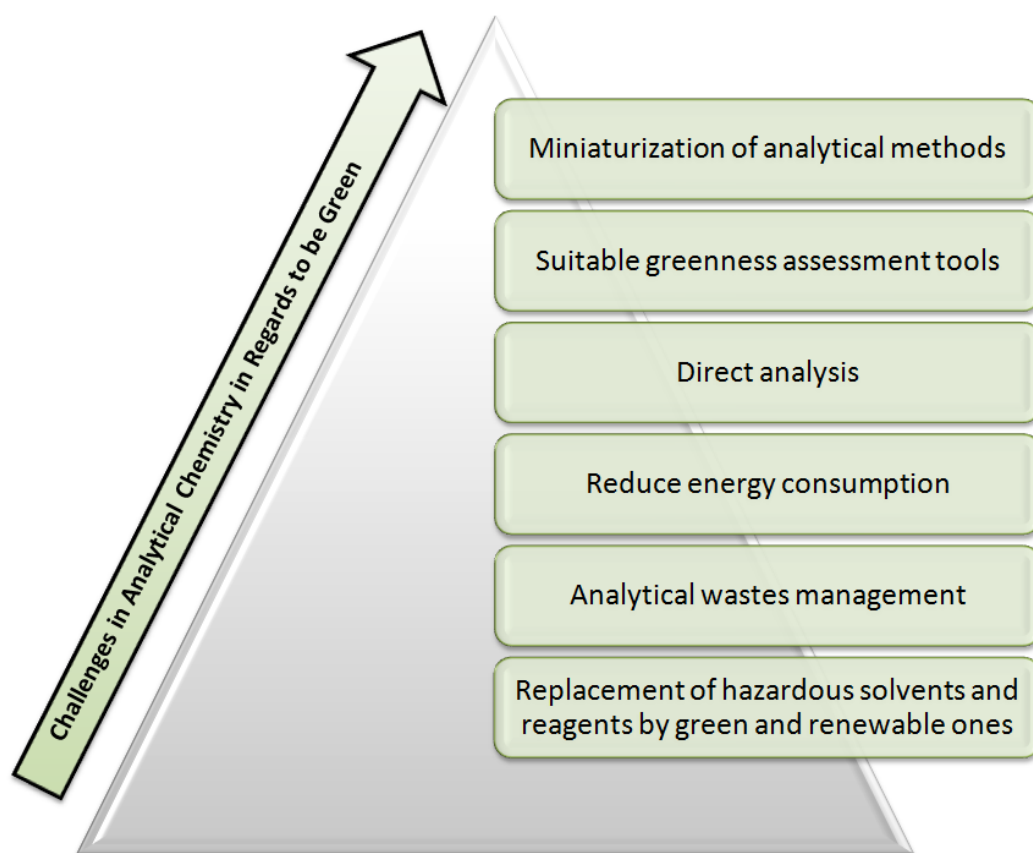 Challenges in Analytical Chemistry in Regards to be Green
Miniaturization of analytical methods
Suitable greenness assessment tools
Direct analysis
Reduce energy consumption
Analytical wastes management
Replacement of hazardous solvents and
reagents by green and renewable ones